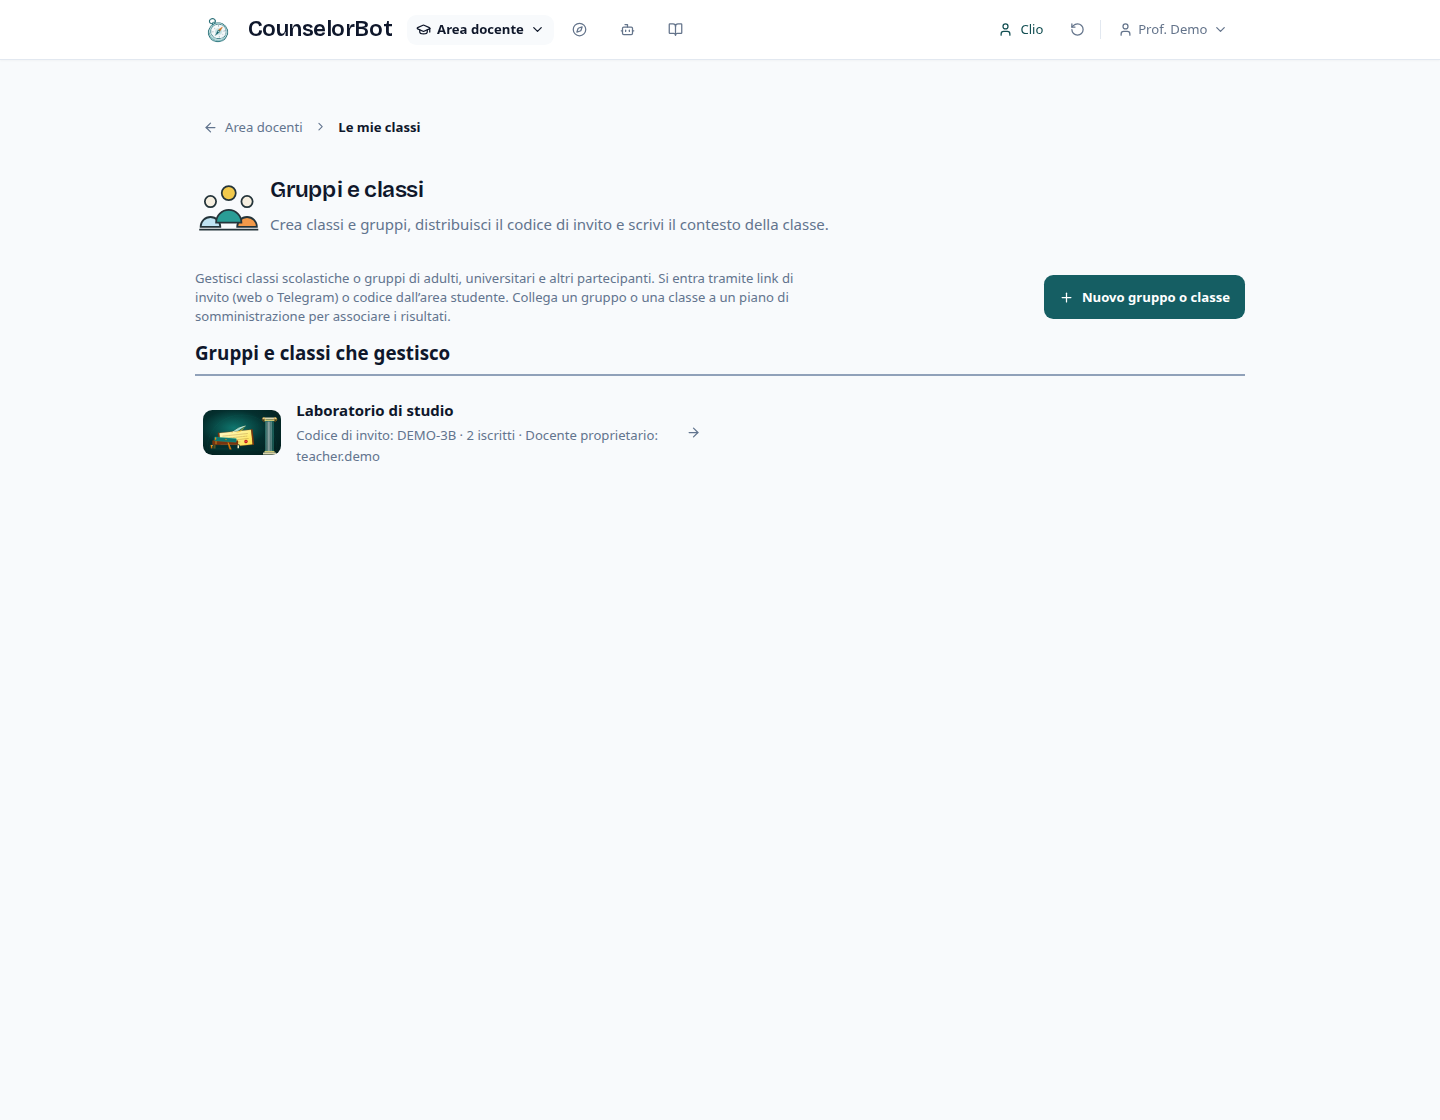 CounselorBot
Area docente
Clio
Prof. Demo
Area docenti
Le mie classi
Gruppi e classi
Crea classi e gruppi, distribuisci il codice di invito e scrivi il contesto della classe.
Gestisci classi scolastiche o gruppi di adulti, universitari e altri partecipanti. Si entra tramite link di
invito (web o Telegram) o codice dall’area studente. Collega un gruppo o una classe a un piano di
somministrazione per associare i risultati.
Nuovo gruppo o classe
Gruppi e classi che gestisco
Laboratorio di studio
Codice di invito: DEMO-3B · 2 iscritti · Docente proprietario:
teacher.demo